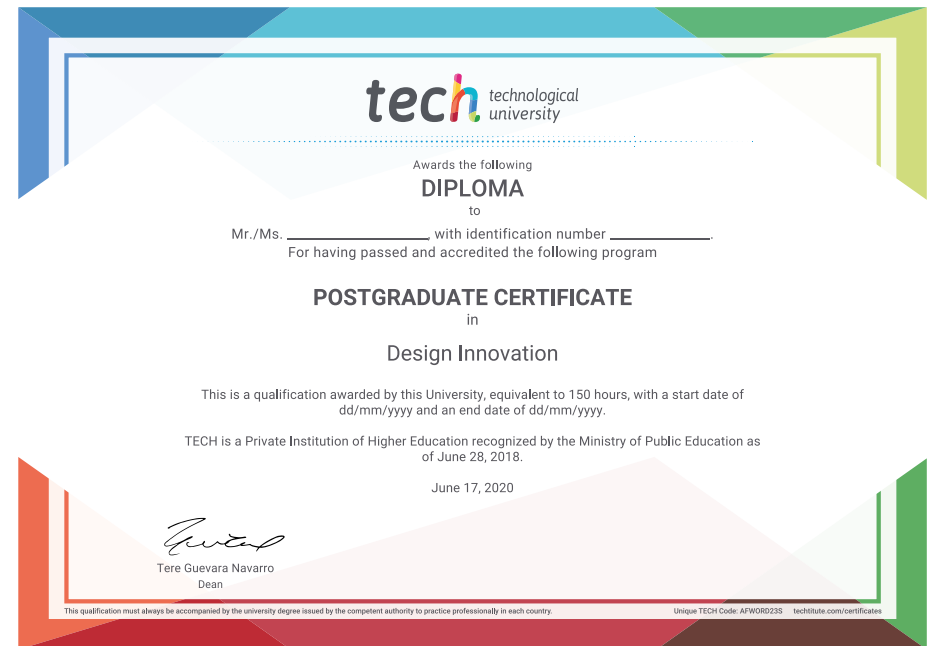 tech technological
university
Awards the following
DIPLOMA
to
Mr./Ms. ____________________, with identification number ______________.
For having passed and accredited the following program
POSTGRADUATE CERTIFICATE
in
Design Innovation
This is a qualification awarded by this University, equivalent to 150 hours, with a start date of
dd/mm/yyyy and an end date of dd/mm/yyyy.
TECH is a Private Institution of Higher Education recognized by the Ministry of Public Education as
of June 28, 2018.
June 17, 2020
Tere Guevara Navarro
Dean
This qualification must always be accompanied by the university degree issued by the competent authority to practice professionally in each country.
Unique TECH Code: AFWORD23S techtitute.com/certificates